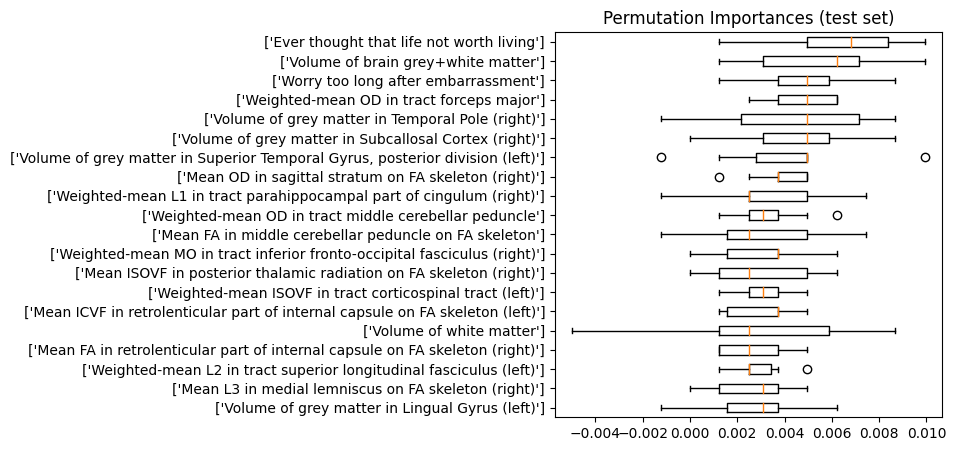 Permutation Importances (test set)
['Ever thought that life not worth living']
['Volume of brain grey+white matter']
['Worry too long after embarrassment']
['Weighted-mean OD in tract forceps major']
['Volume of grey matter in Temporal Pole (right)']
['Volume of grey matter in Subcallosal Cortex (right)']
['Volume of grey matter in Superior Temporal Gyrus, posterior division (left)']
['Mean OD in sagittal stratum on FA skeleton (right)']
['Weighted-mean L1 in tract parahippocampal part of cingulum (right)']
['Weighted-mean OD in tract middle cerebellar peduncle']
['Mean FA in middle cerebellar peduncle on FA skeleton']
['Weighted-mean MO in tract inferior fronto-occipital fasciculus (right)']
['Mean ISOVF in posterior thalamic radiation on FA skeleton (right)']
['Weighted-mean ISOVF in tract corticospinal tract (left)']
['Mean ICVF in retrolenticular part of internal capsule on FA skeleton (left)']
['Volume of white matter']
['Mean FA in retrolenticular part of internal capsule on FA skeleton (right)']
['Weighted-mean L2 in tract superior longitudinal fasciculus (left)']
['Mean L3 in medial lemniscus on FA skeleton (right)']
['Volume of grey matter in Lingual Gyrus (left)']
−0.004 −0.002 0.000 0.002 0.004 0.006 0.008 0.010